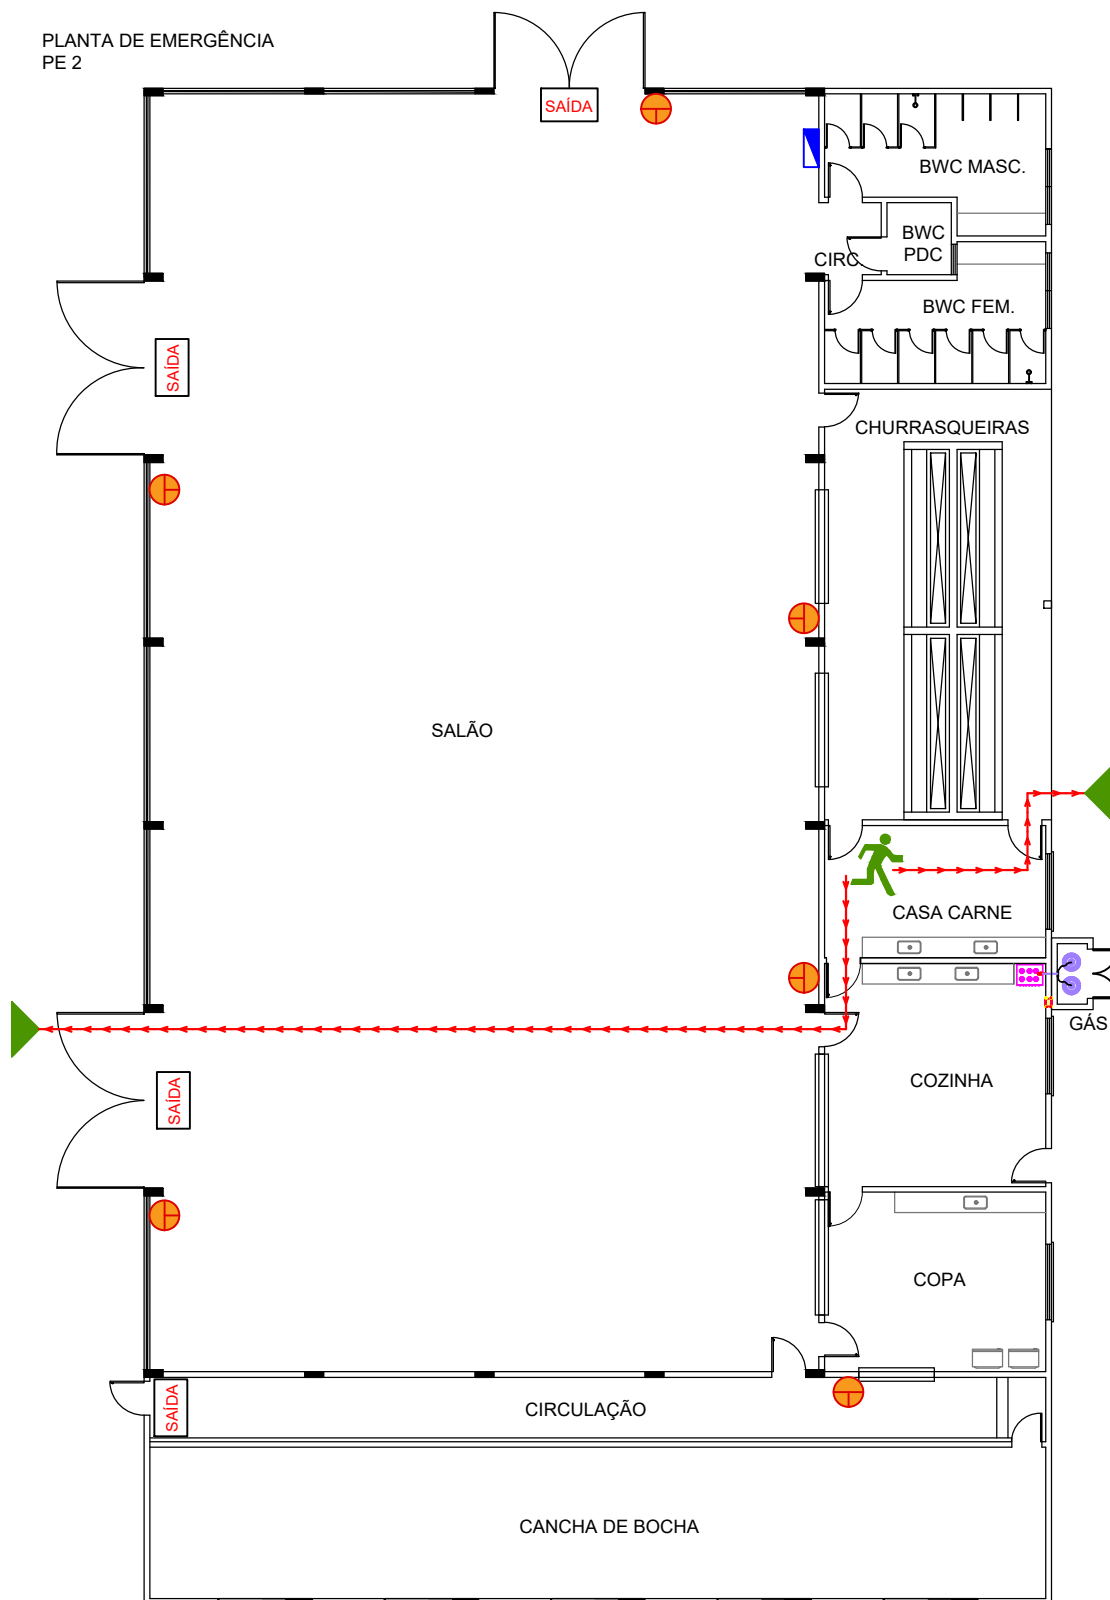 PLANTA DE EMERGÊNCIA
PE 2
SAÍDA
BWC MASC.
BWC
PDC
CIRC.
BWC FEM.
SAÍDA
CHURRASQUEIRAS
SALÃO
CASA CARNE
GÁS
SAÍDA
COZINHA
COPA
SAÍDA
CIRCULAÇÃO
CANCHA DE BOCHA